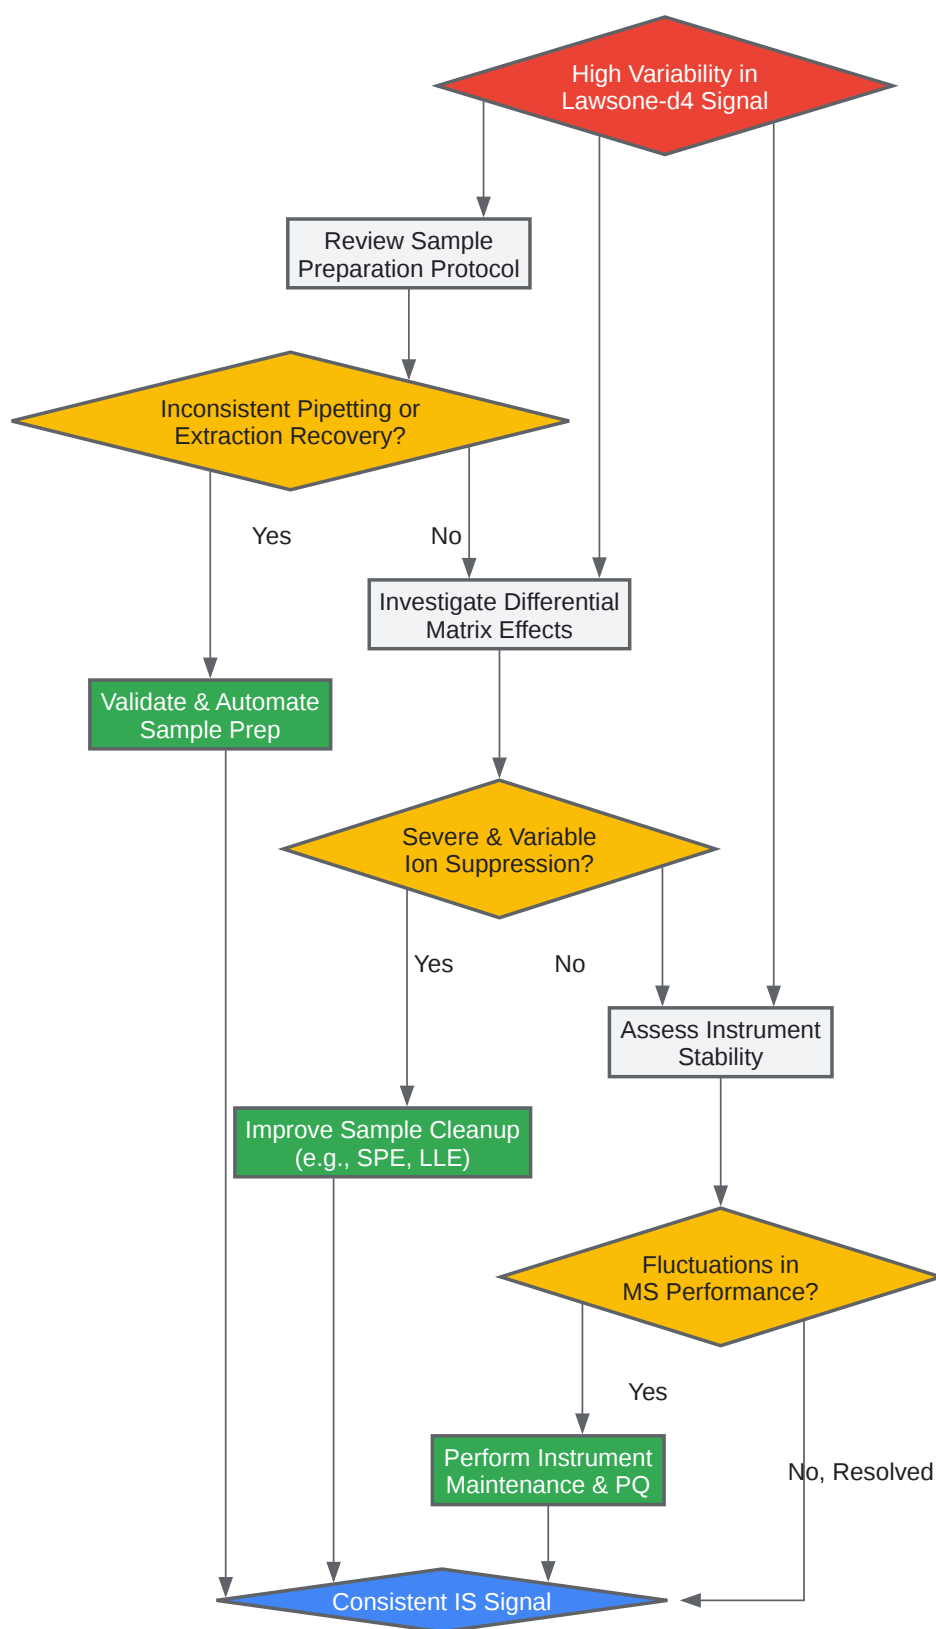 High Variability in
Lawsone-d4 Signal
Review Sample
Preparation Protocol
Inconsistent Pipetting or
Extraction Recovery?
Yes
No
Investigate Differential
Matrix Effects
Validate & Automate
Sample Prep
Severe & Variable
Ion Suppression?
Yes
No
Assess Instrument
Stability
Improve Sample Cleanup
(e.g., SPE, LLE)
Fluctuations in
MS Performance?
Yes
Perform Instrument
Maintenance & PQ
No, Resolved
Consistent IS Signal